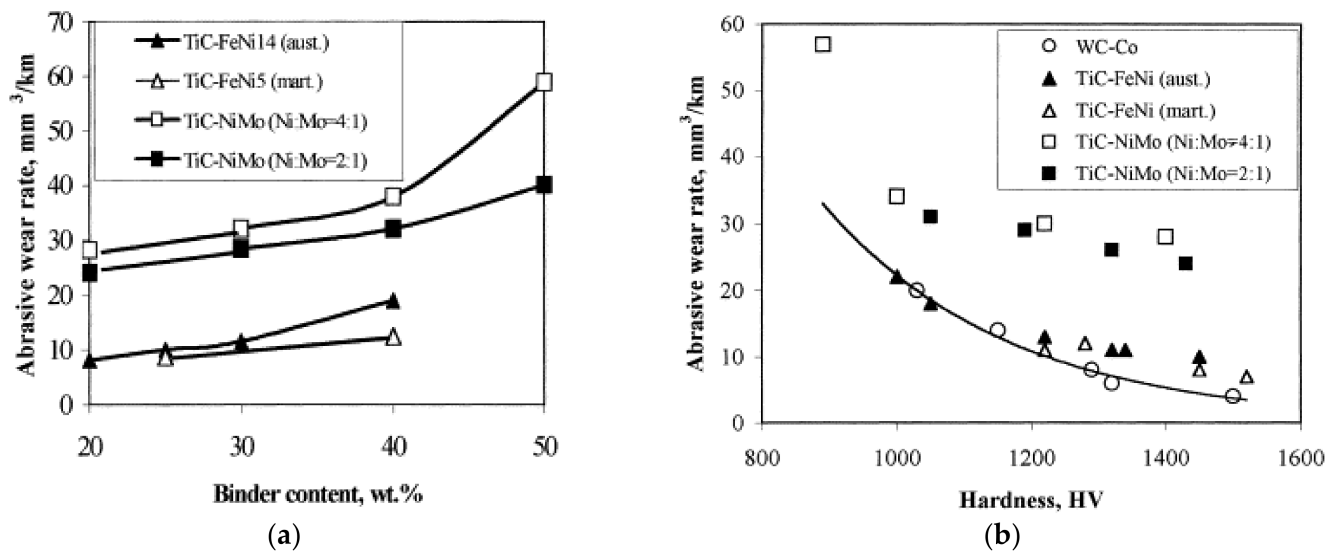 70
60
50
40
30
20
10
0
20
30
40
50
Abrasive wear rate, mm ³/km
Binder content, wt.%
TiC-FeNi14 (aust.)
TiC-FeNi5 (mart.)
TiC-NiMo (Ni:Mo=4:1)
TiC-NiMo (Ni:Mo=2:1)
(a)
60
50
40
30
20
10
0
800
1000
1200
1400
1600
Abrasive wear rate, mm³/km
Hardness, HV
WC-Co
TiC-FeNi (aust.)
TiC-FeNi (mart.)
TiC-NiMo (Ni:Mo=4:1)
TiC-NiMo (Ni:Mo=2:1)
(b)